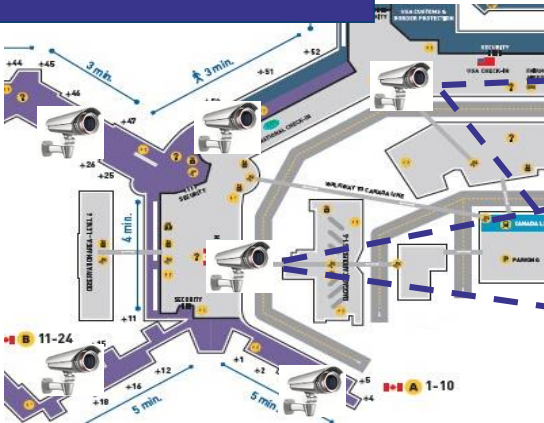 USA CUSTOMS &
BORDER PROTECTION
+52
+44
+45
3 min.
3 min.
+51
SECURITY
USA CHECK-IN
+46
+47
NATIONAL CHECK-IN
+26
+25
SECURITY
WALKWAY TO CANADA LINE
4 min.
OBSERVATION AREA - LEVEL 4
CANADA L
PARKING
P
+11
SECURITY
B 11-24
+1
+2
+12
+16
+18
+5
+4
A 1-10
5 min.
5 min.